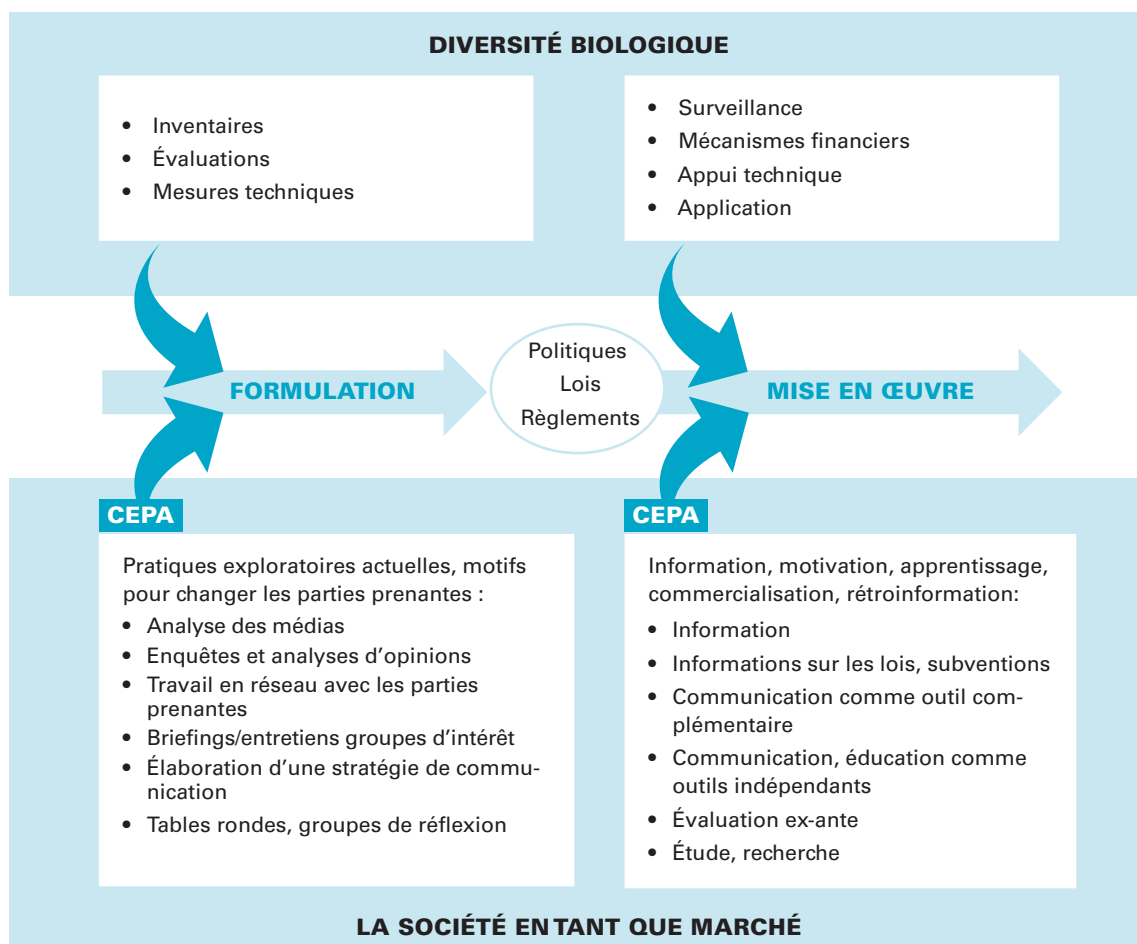 DIVERSITÉ BIOLOGIQUE
• Inventaires
• Évaluations
• Mesures techniques
• Surveillance
• Mécanismes financiers
• Appui technique
• Application
FORMULATION
Politiques
Lois
Règlements
MISE EN ŒUVRE
CEPA
Pratiques exploratoires actuelles, motifs
pour changer les parties prenantes :
• Analyse des médias
• Enquêtes et analyses d'opinions
• Travail en réseau avec les parties
prenantes
• Briefings/entretiens groupes d'intérêt
• Élaboration d'une stratégie de commu-
nication
• Tables rondes, groupes de réflexion
CEPA
Information, motivation, apprentissage,
commercialisation, rétroinformation:
• Information
• Informations sur les lois, subventions
• Communication comme outil com-
plémentaire
• Communication, éducation comme
outils indépendants
• Évaluation ex-ante
• Étude, recherche
LA SOCIÉTÉ EN TANT QUE MARCHÉ